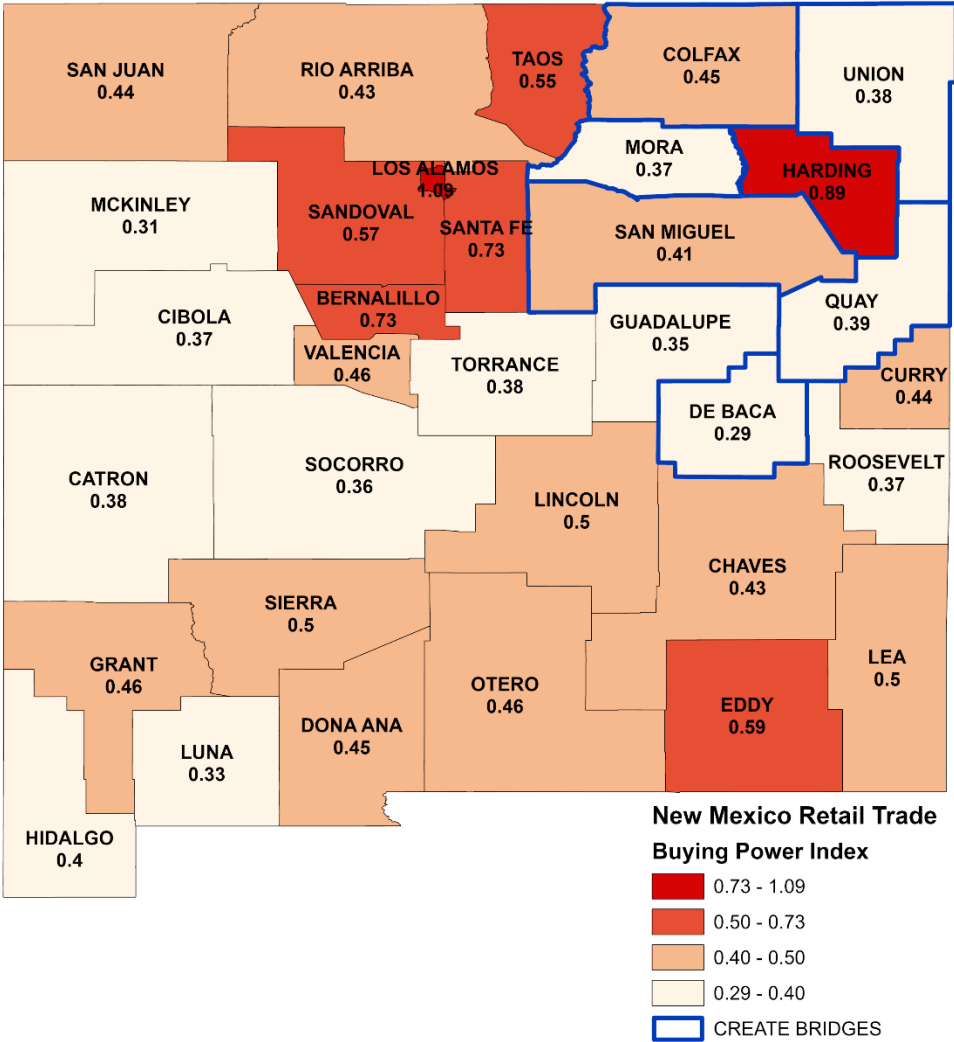 SAN JUAN
0.44
RIO ARRIBA
0.43
TAOS
0.55
COLFAX
0.45
UNION
0.38
MORA
0.37
HARDING
0.89
LOS ALAMOS
1.09
MCKINLEY
0.31
SANDOVAL
0.57
SANTA FE
0.73
SAN MIGUEL
0.41
QUAY
0.39
BERNALILLO
0.73
CIBOLA
0.37
GUADALUPE
0.35
VALENCIA
0.46
TORRANCE
0.38
CURRY
0.44
DE BACA
0.29
ROOSEVELT
0.37
CATRON
0.38
SOCORRO
0.36
LINCOLN
0.5
CHAVES
0.43
SIERRA
0.5
GRANT
0.46
LEA
0.5
OTERO
0.46
EDDY
0.59
DONA ANA
0.45
LUNA
0.33
HIDALGO
0.4
New Mexico Retail Trade
Buying Power Index
0.73 - 1.09
0.50 - 0.73
0.40 - 0.50
0.29 - 0.40
CREATE BRIDGES